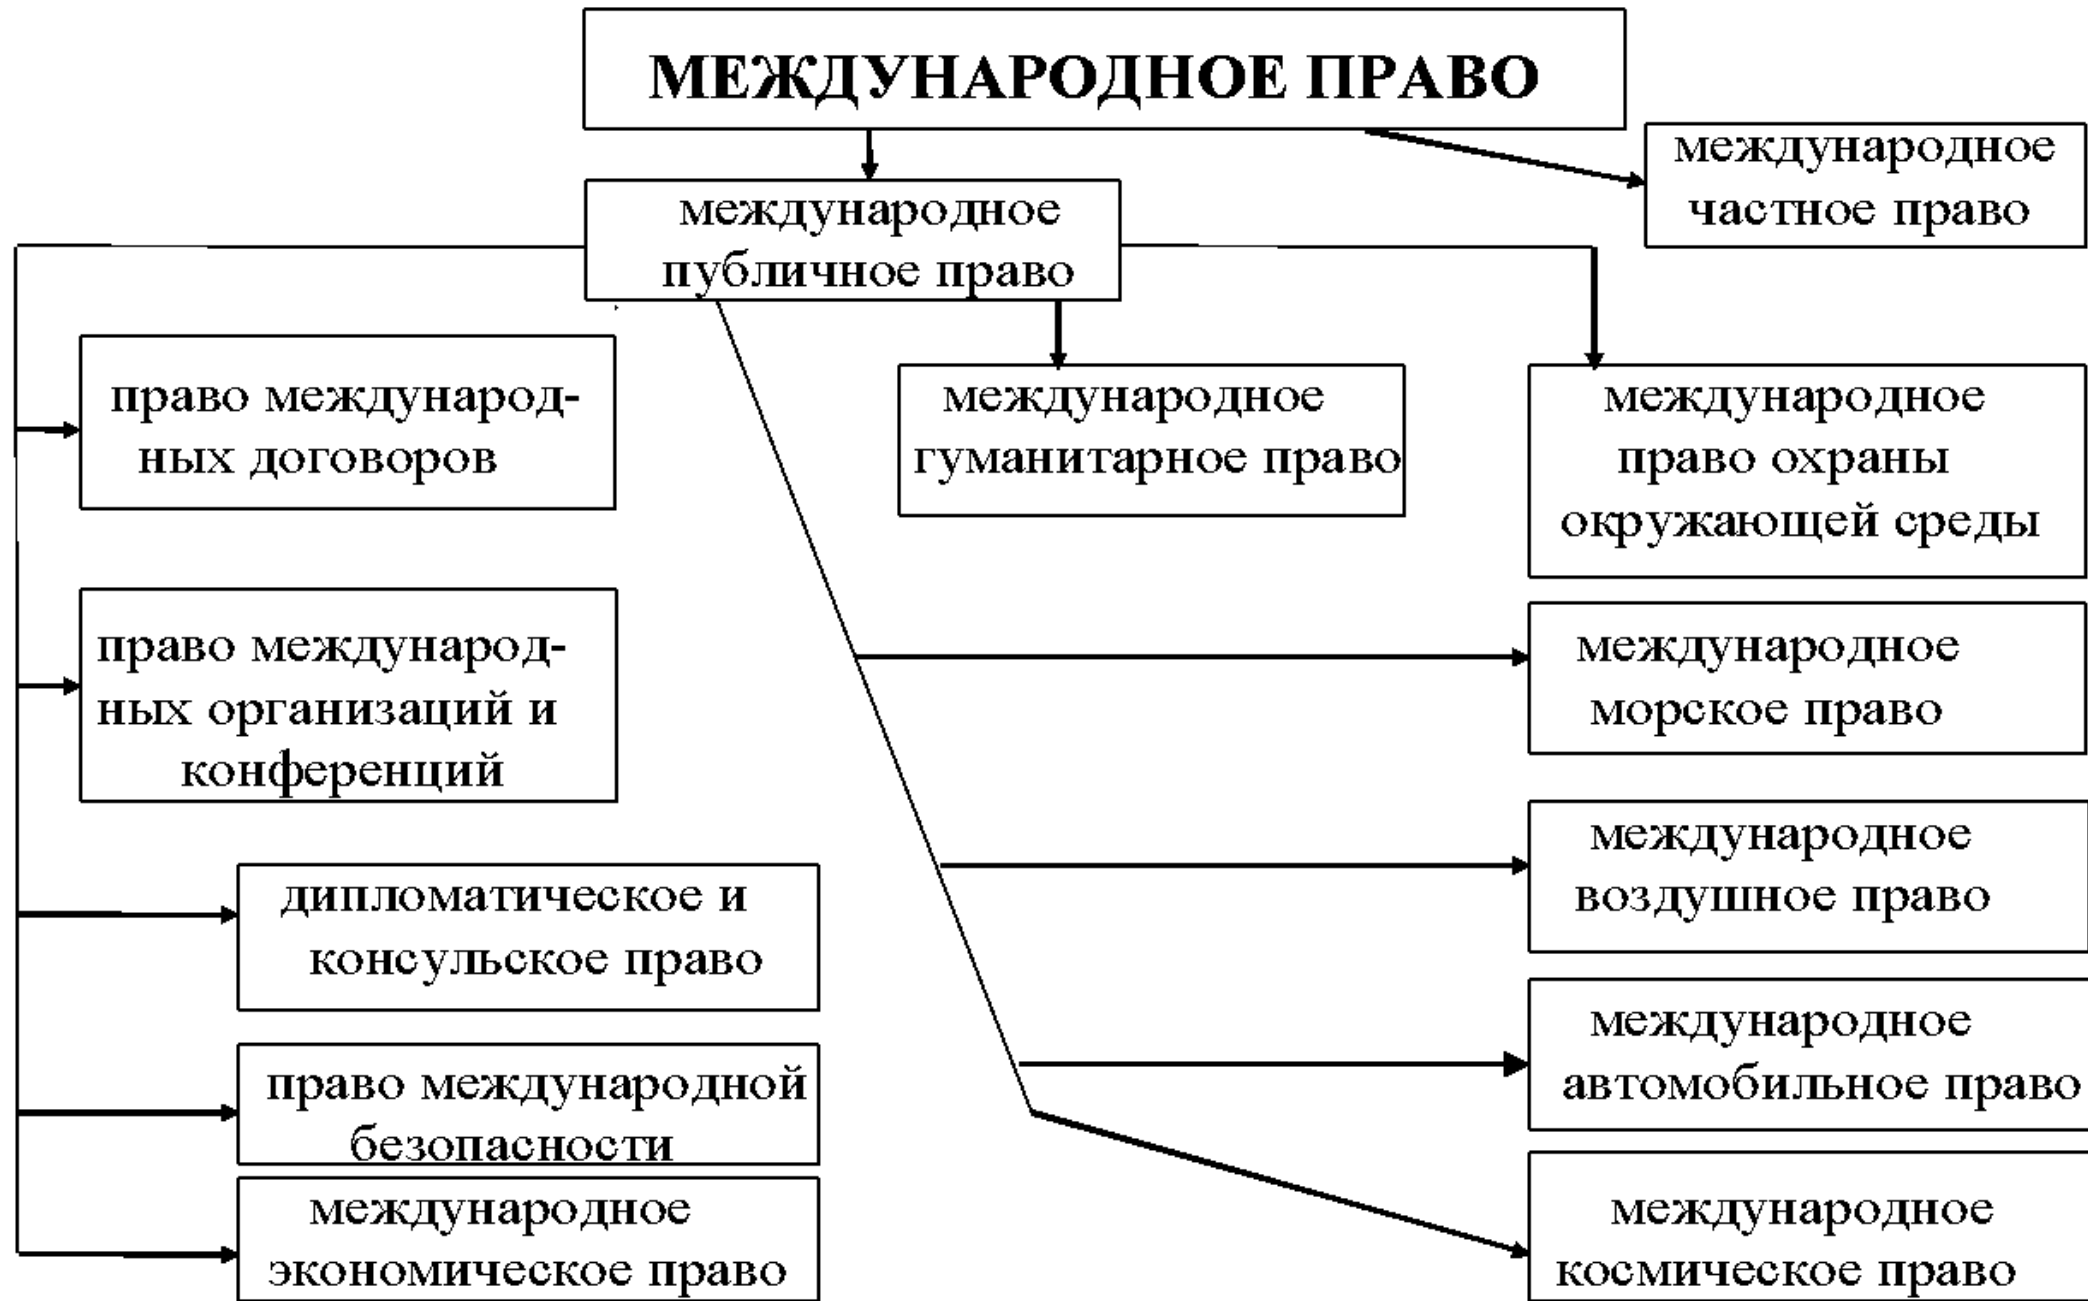 МЕЖДУНАРОДНОЕ ПРАВО
международное
частное право
международное
публичное право
право международ-
ных договоров
международное
гуманитарное право
международное
право охраны
окружающей среды
право международ-
ных организаций и
конференций
международное
морское право
дипломатическое и
консульское право
международное
воздушное право
право международной
безопасности
международное
автомобильное право
международное
экономическое право
международное
космическое право